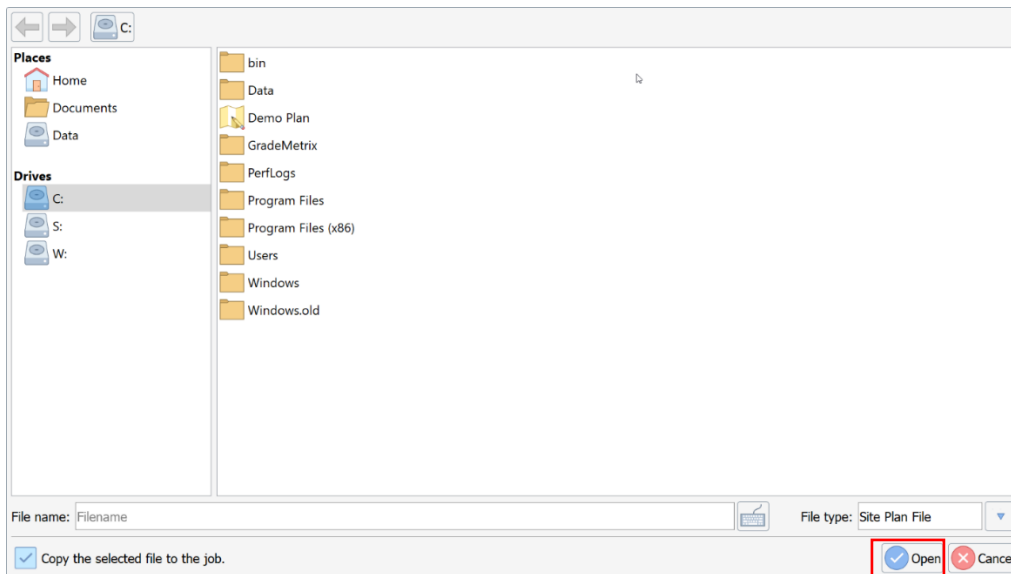 C:
Places
Home
Documents
Data
Drives
C:
S:
W:
bin
Data
Demo Plan
GradeMetrix
PerfLogs
Program Files
Program Files (x86)
Users
Windows
Windows.old
File name: Filename
File type: Site Plan File
Copy the selected file to the job.
Open
Cance